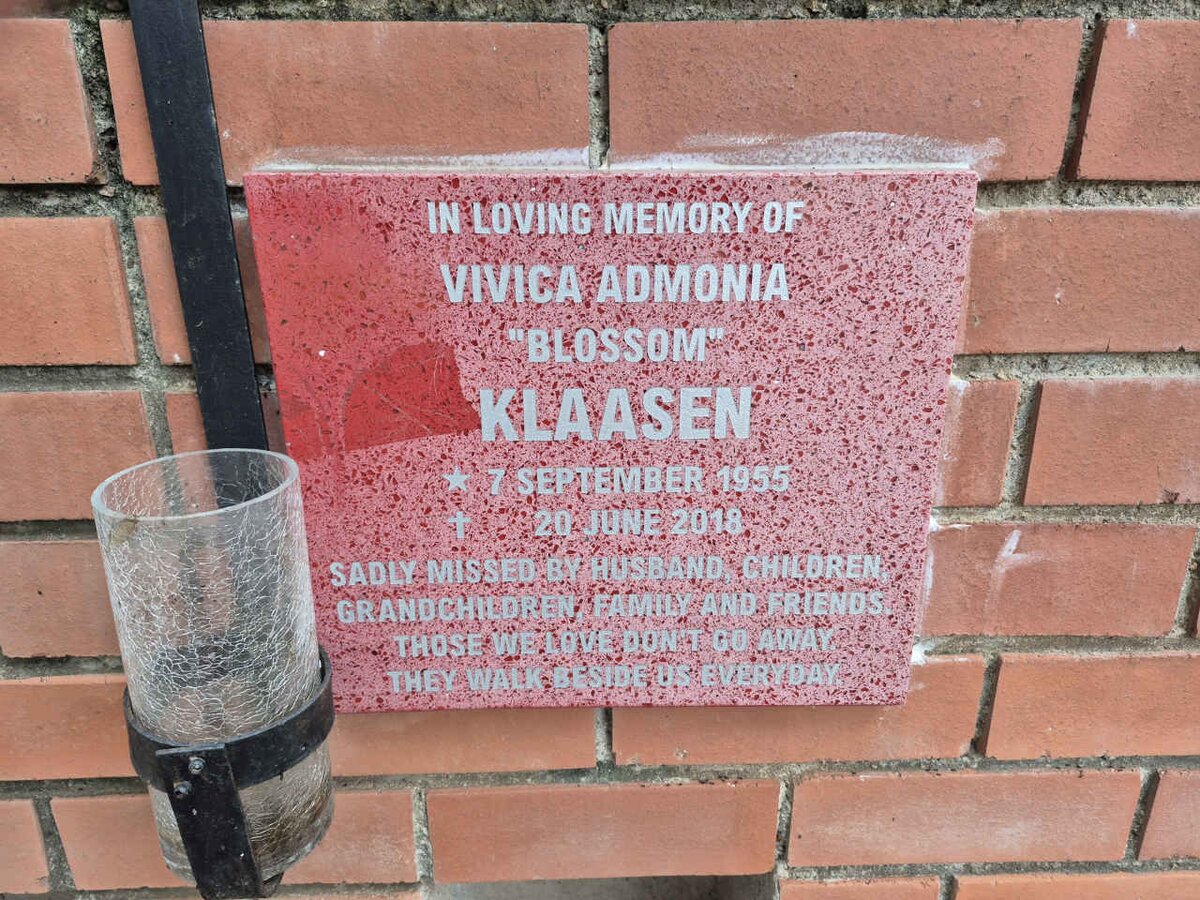 IN LOVING MEMORY OF
VIVICA ADMONIA
"BLOSSOM"
KLAASEN
★ 7 SEPTEMBER 1955
✝ 20 JUNE 2018
SADLY MISSED BY HUSBAND, CHILDREN,
GRANDCHILDREN, FAMILY AND FRIENDS.
THOSE WE LOVE DON'T GO AWAY.
THEY WALK BESIDE US EVERYDAY.